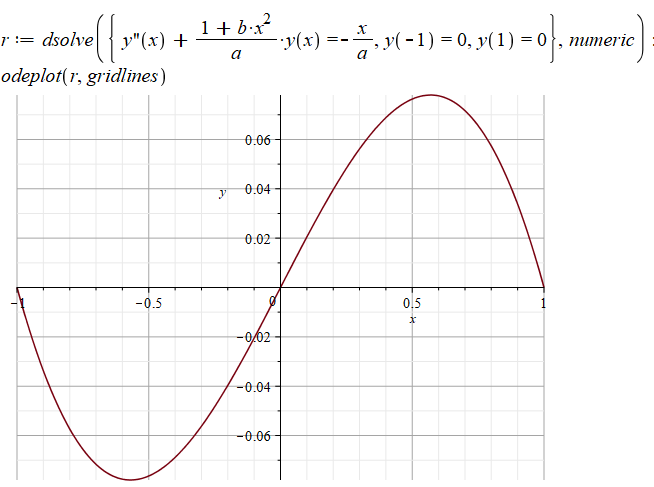 r := dsolve({y"(x) + (1 + b·x^2)/a ·y(x) = -x/a, y(-1) = 0, y(1) = 0}, numeric) :
odeplot(r, gridlines)
0.06
y 0.04
0.02
-1 -0.5 0 0.5 1
x
-0.02
-0.04
-0.06